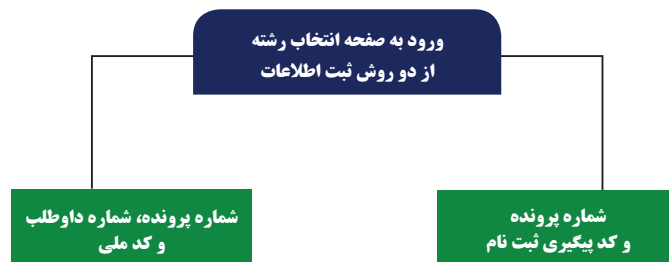 ورود به صفحه انتخاب رشته
از دو روش ثبت اطلاعات
شماره پرونده
و کد پیگیری ثبت نام
شماره پرونده، شماره داوطلب
و کد ملی